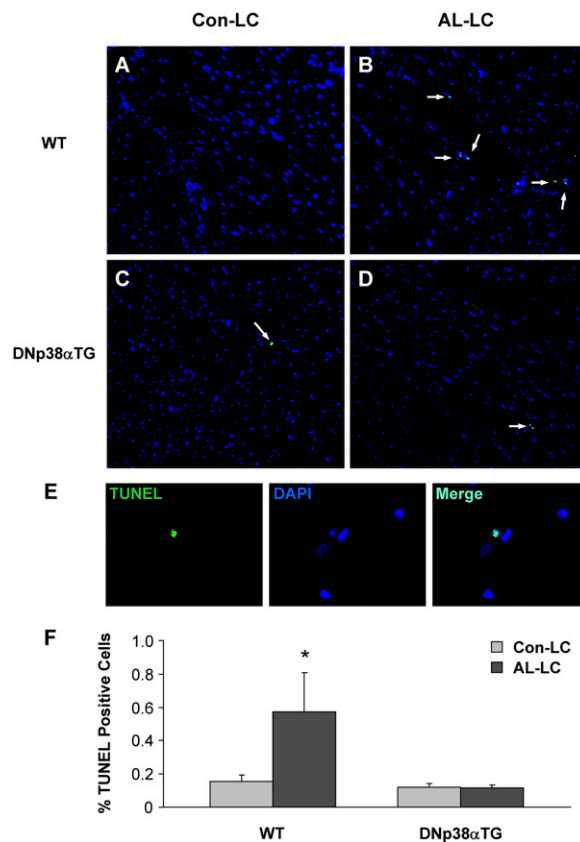 Con-LC AL-LC
A B
WT
C D
DNp38αTG
E TUNEL DAPI Merge
F
1.0
0.8
0.6
0.4
0.2
0
% TUNEL Positive Cells
*
Con-LC
AL-LC
WT DNp38αTG